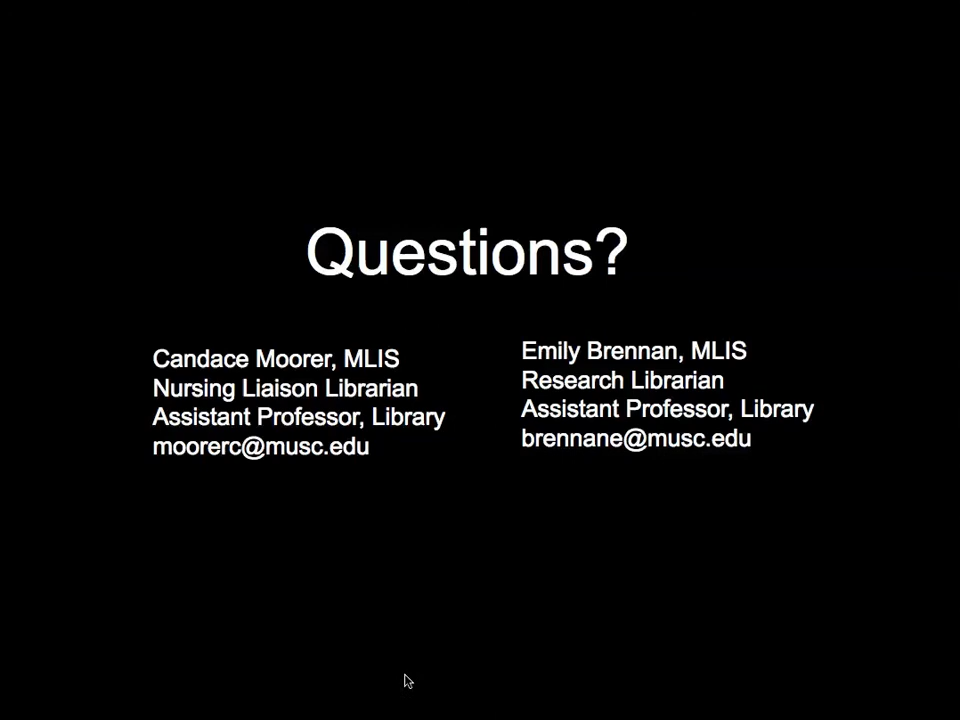 Questions?
Candace Moorer, MLIS
Nursing Liaison Librarian
Assistant Professor, Library
moorerc@musc.edu
Emily Brennan, MLIS
Research Librarian
Assistant Professor, Library
brennane@musc.edu